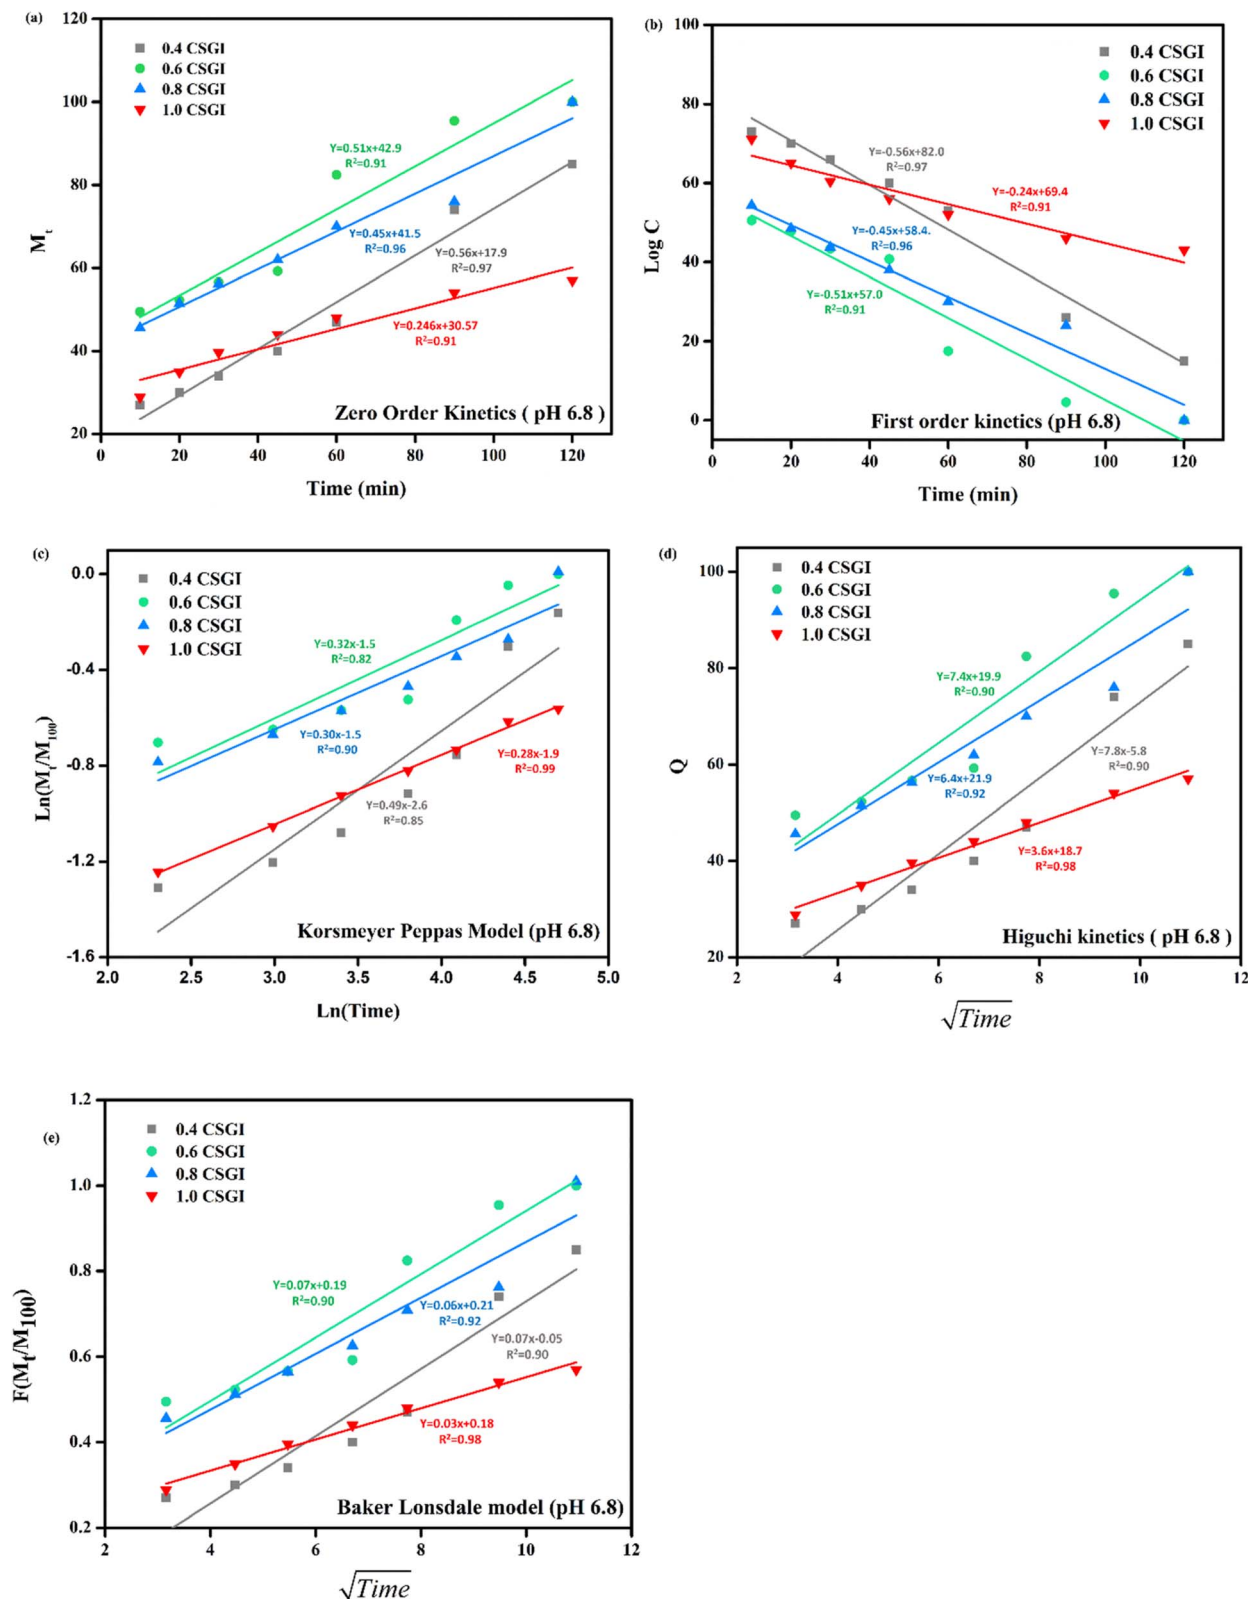 (a)
120
100
80
60
40
20
M_t
0.4 CSGI
0.6 CSGI
0.8 CSGI
1.0 CSGI
Y=0.51x+42.9
R²=0.91
Y=0.45x+41.5
R²=0.96
Y=0.56x+17.9
R²=0.97
Y=0.246x+30.57
R²=0.91
Zero Order Kinetics ( pH 6.8 )
0 20 40 60 80 100 120
Time (min)
(b)
100
80
60
40
20
0
Log C
0.4 CSGI
0.6 CSGI
0.8 CSGI
1.0 CSGI
Y=-0.56x+82.0
R²=0.97
Y=-0.24x+69.4
R²=0.91
Y=-0.45x+58.4.
R²=0.96
Y=-0.51x+57.0
R²=0.91
First order kinetics (pH 6.8)
0 20 40 60 80 100 120
Time (min)
(c)
0.0
-0.4
-0.8
-1.2
-1.6
Ln(M_t/M_100)
0.4 CSGI
0.6 CSGI
0.8 CSGI
1.0 CSGI
Y=0.32x-1.5
R²=0.82
Y=0.30x-1.5
R²=0.90
Y=0.28x-1.9
R²=0.99
Y=0.49x-2.6
R²=0.85
Korsmeyer Peppas Model (pH 6.8)
2.0 2.5 3.0 3.5 4.0 4.5 5.0
Ln(Time)
(d)
100
80
60
40
20
Q
0.4 CSGI
0.6 CSGI
0.8 CSGI
1.0 CSGI
Y=7.4x+19.9
R²=0.90
Y=7.8x-5.8
R²=0.90
Y=6.4x+21.9
R²=0.92
Y=3.6x+18.7
R²=0.98
Higuchi kinetics ( pH 6.8 )
2 4 6 8 10 12
√Time
(e)
1.2
1.0
0.8
0.6
0.4
0.2
F(M_t/M_100)
0.4 CSGI
0.6 CSGI
0.8 CSGI
1.0 CSGI
Y=0.07x+0.19
R²=0.90
Y=0.06x+0.21
R²=0.92
Y=0.07x-0.05
R²=0.90
Y=0.03x+0.18
R²=0.98
Baker Lonsdale model (pH 6.8)
4 6 8 10 12
√Time